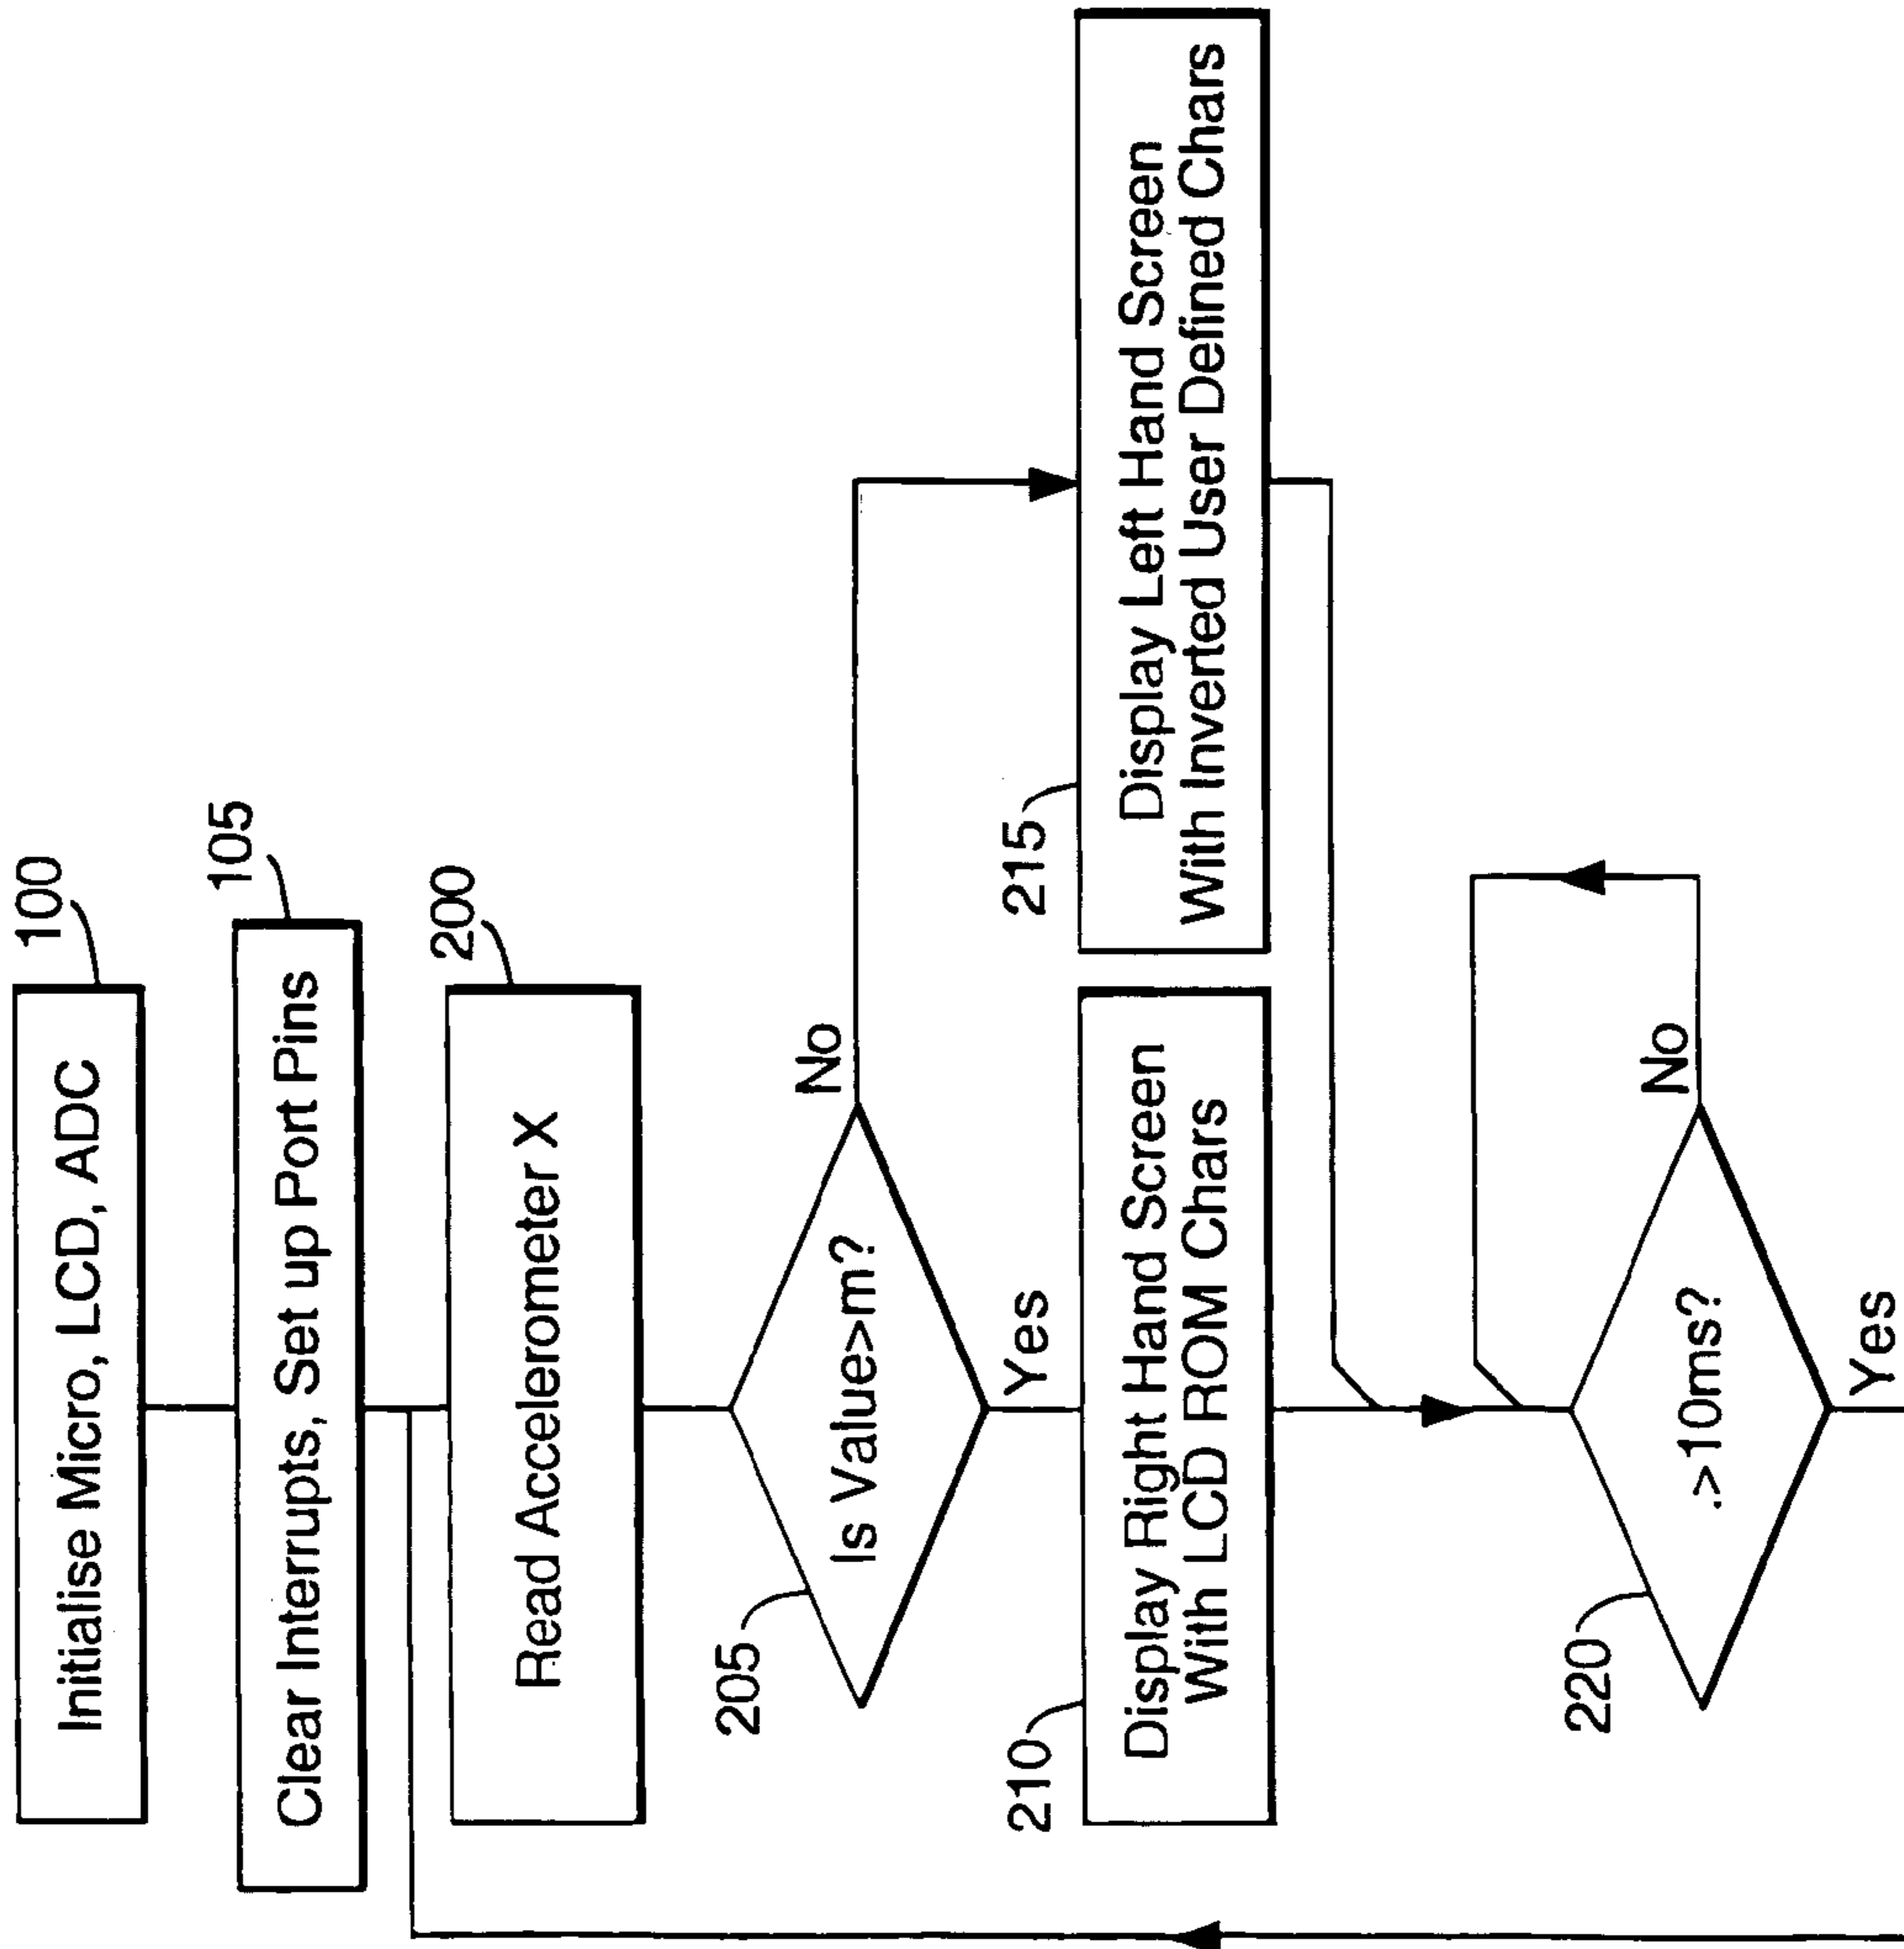 100
Initialise Micro, LCD, ADC
105
Clear Interrupts, Set up Port Pins
200
Read Accelerometer X
205
Is Value>m?
No
Yes
210
Display Right Hand Screen
With LCD ROM Chars
215
Display Left Hand Screen
With Inverted User Defined Chars
220
.>10ms?
No
Yes